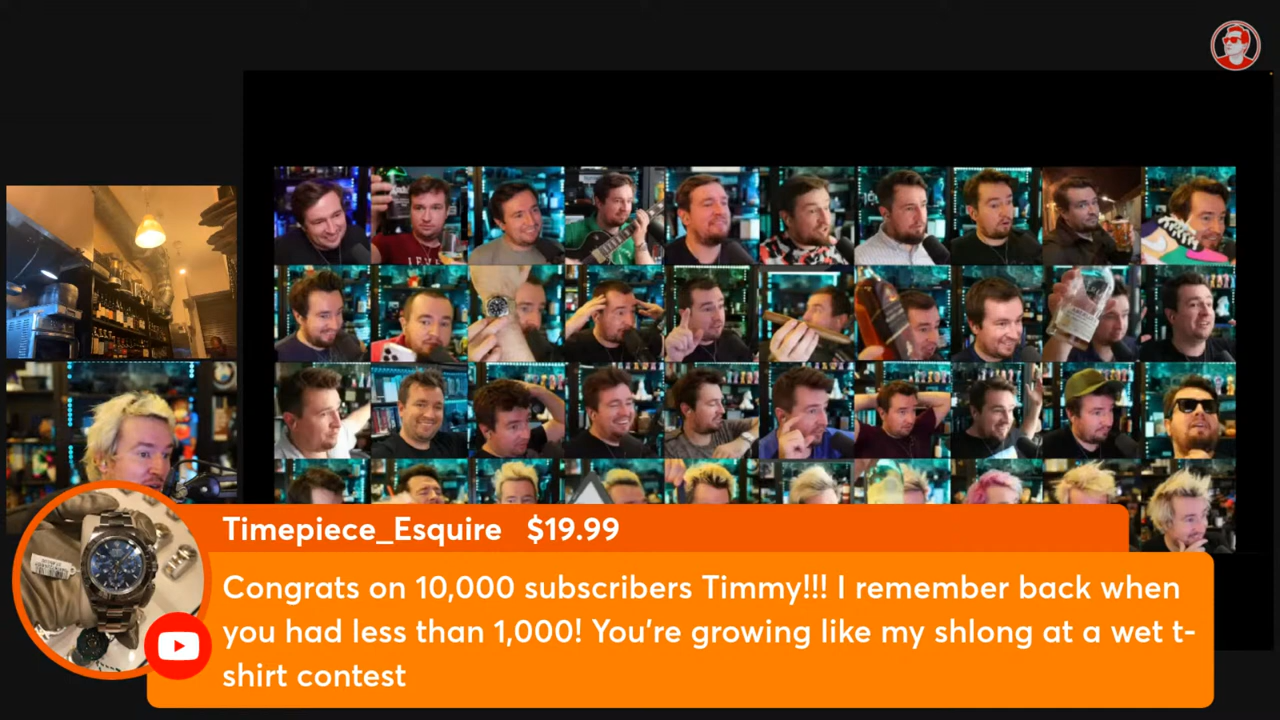 Timepiece_Esquire $19.99
Congrats on 10,000 subscribers Timmy!!! I remember back when
you had less than 1,000! You're growing like my shlong at a wet t-
shirt contest